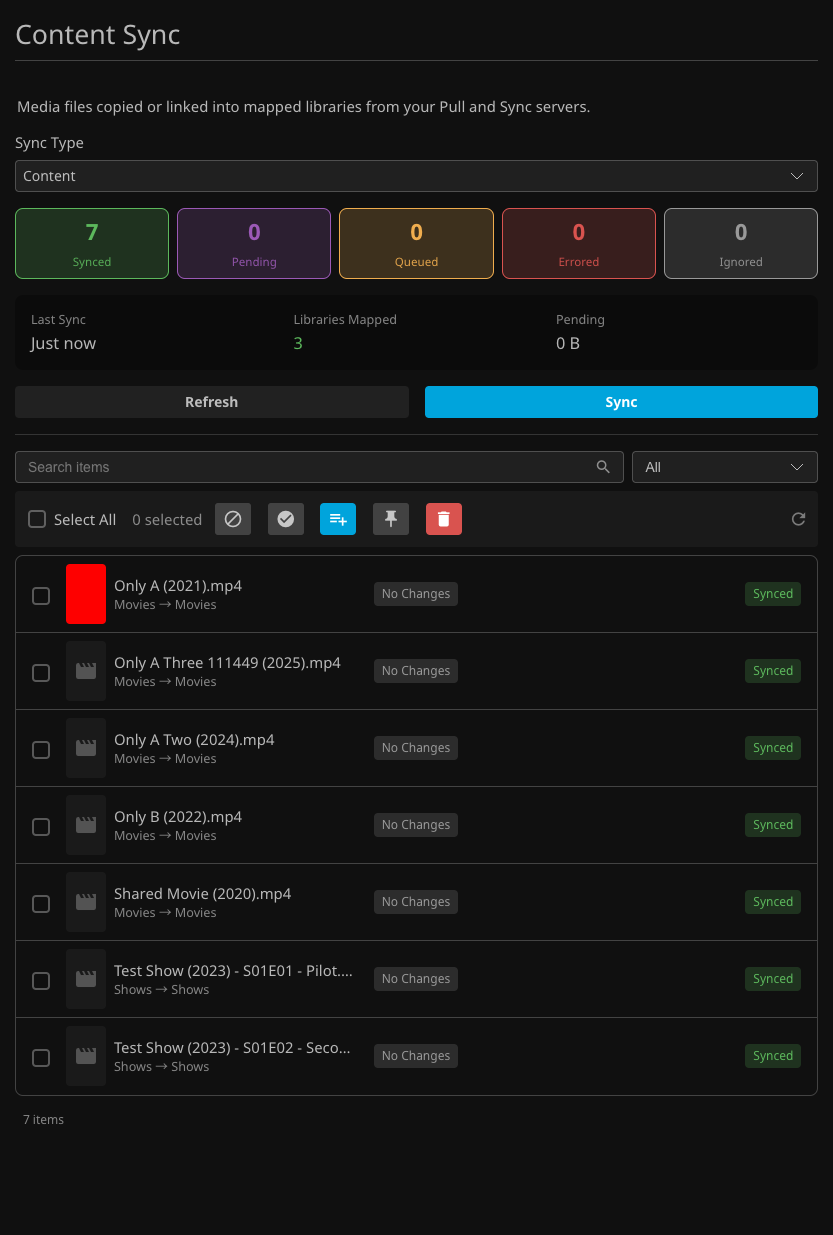 Content Sync
Media files copied or linked into mapped libraries from your Pull and Sync servers.
Sync Type
Content
7
Synced
0
Pending
0
Queued
0
Errored
0
Ignored
Last Sync
Just now
Libraries Mapped
3
Pending
0 B
Refresh
Sync
Search items
All
Select All
0 selected
Only A (2021).mp4
Movies → Movies
No Changes
Synced
Only A Three 111449 (2025).mp4
Movies → Movies
No Changes
Synced
Only A Two (2024).mp4
Movies → Movies
No Changes
Synced
Only B (2022).mp4
Movies → Movies
No Changes
Synced
Shared Movie (2020).mp4
Movies → Movies
No Changes
Synced
Test Show (2023) - S01E01 - Pilot....
Shows → Shows
No Changes
Synced
Test Show (2023) - S01E02 - Seco...
Shows → Shows
No Changes
Synced
7 items